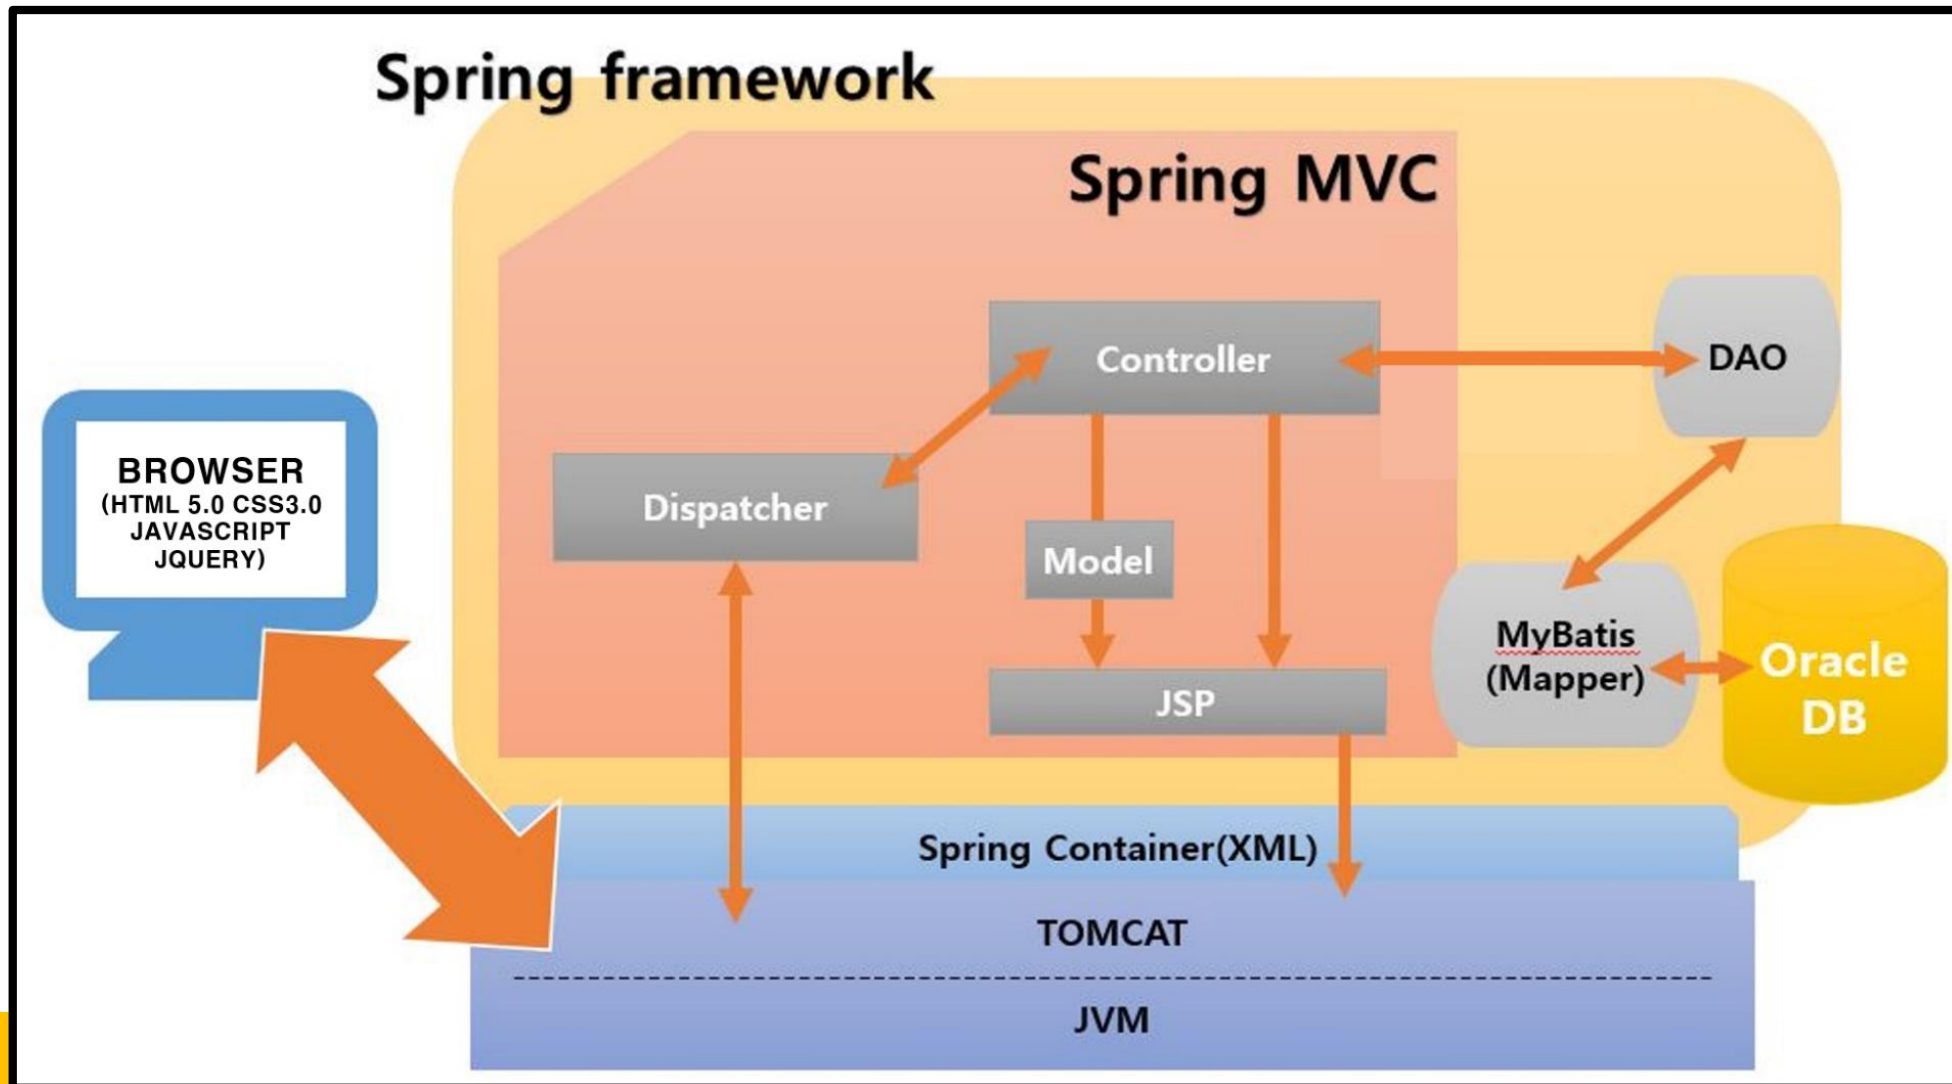 Spring framework
Spring MVC
Controller
DAO
BROWSER
(HTML 5.0 CSS3.0
JAVASCRIPT
JQUERY)
Dispatcher
Model
MyBatis
(Mapper)
Oracle
DB
JSP
Spring Container(XML)
TOMCAT
JVM